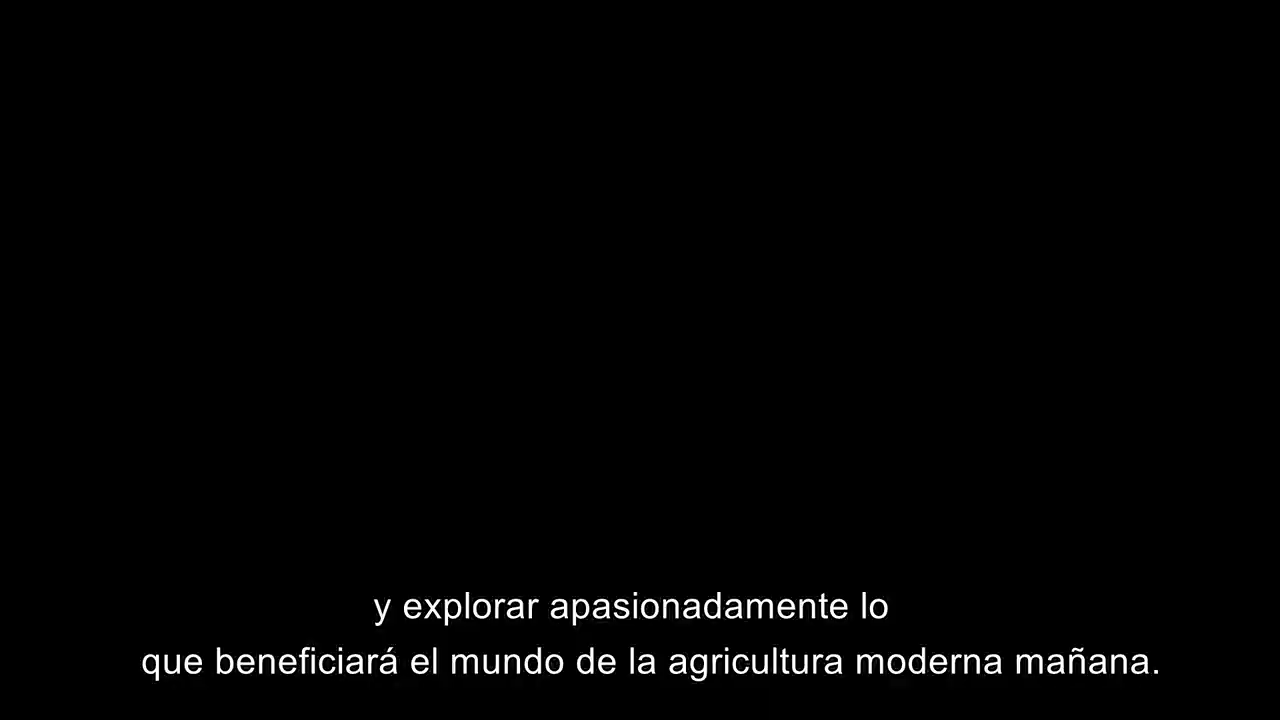 y explorar apasionadamente lo
que beneficiará el mundo de la agricultura moderna mañana.